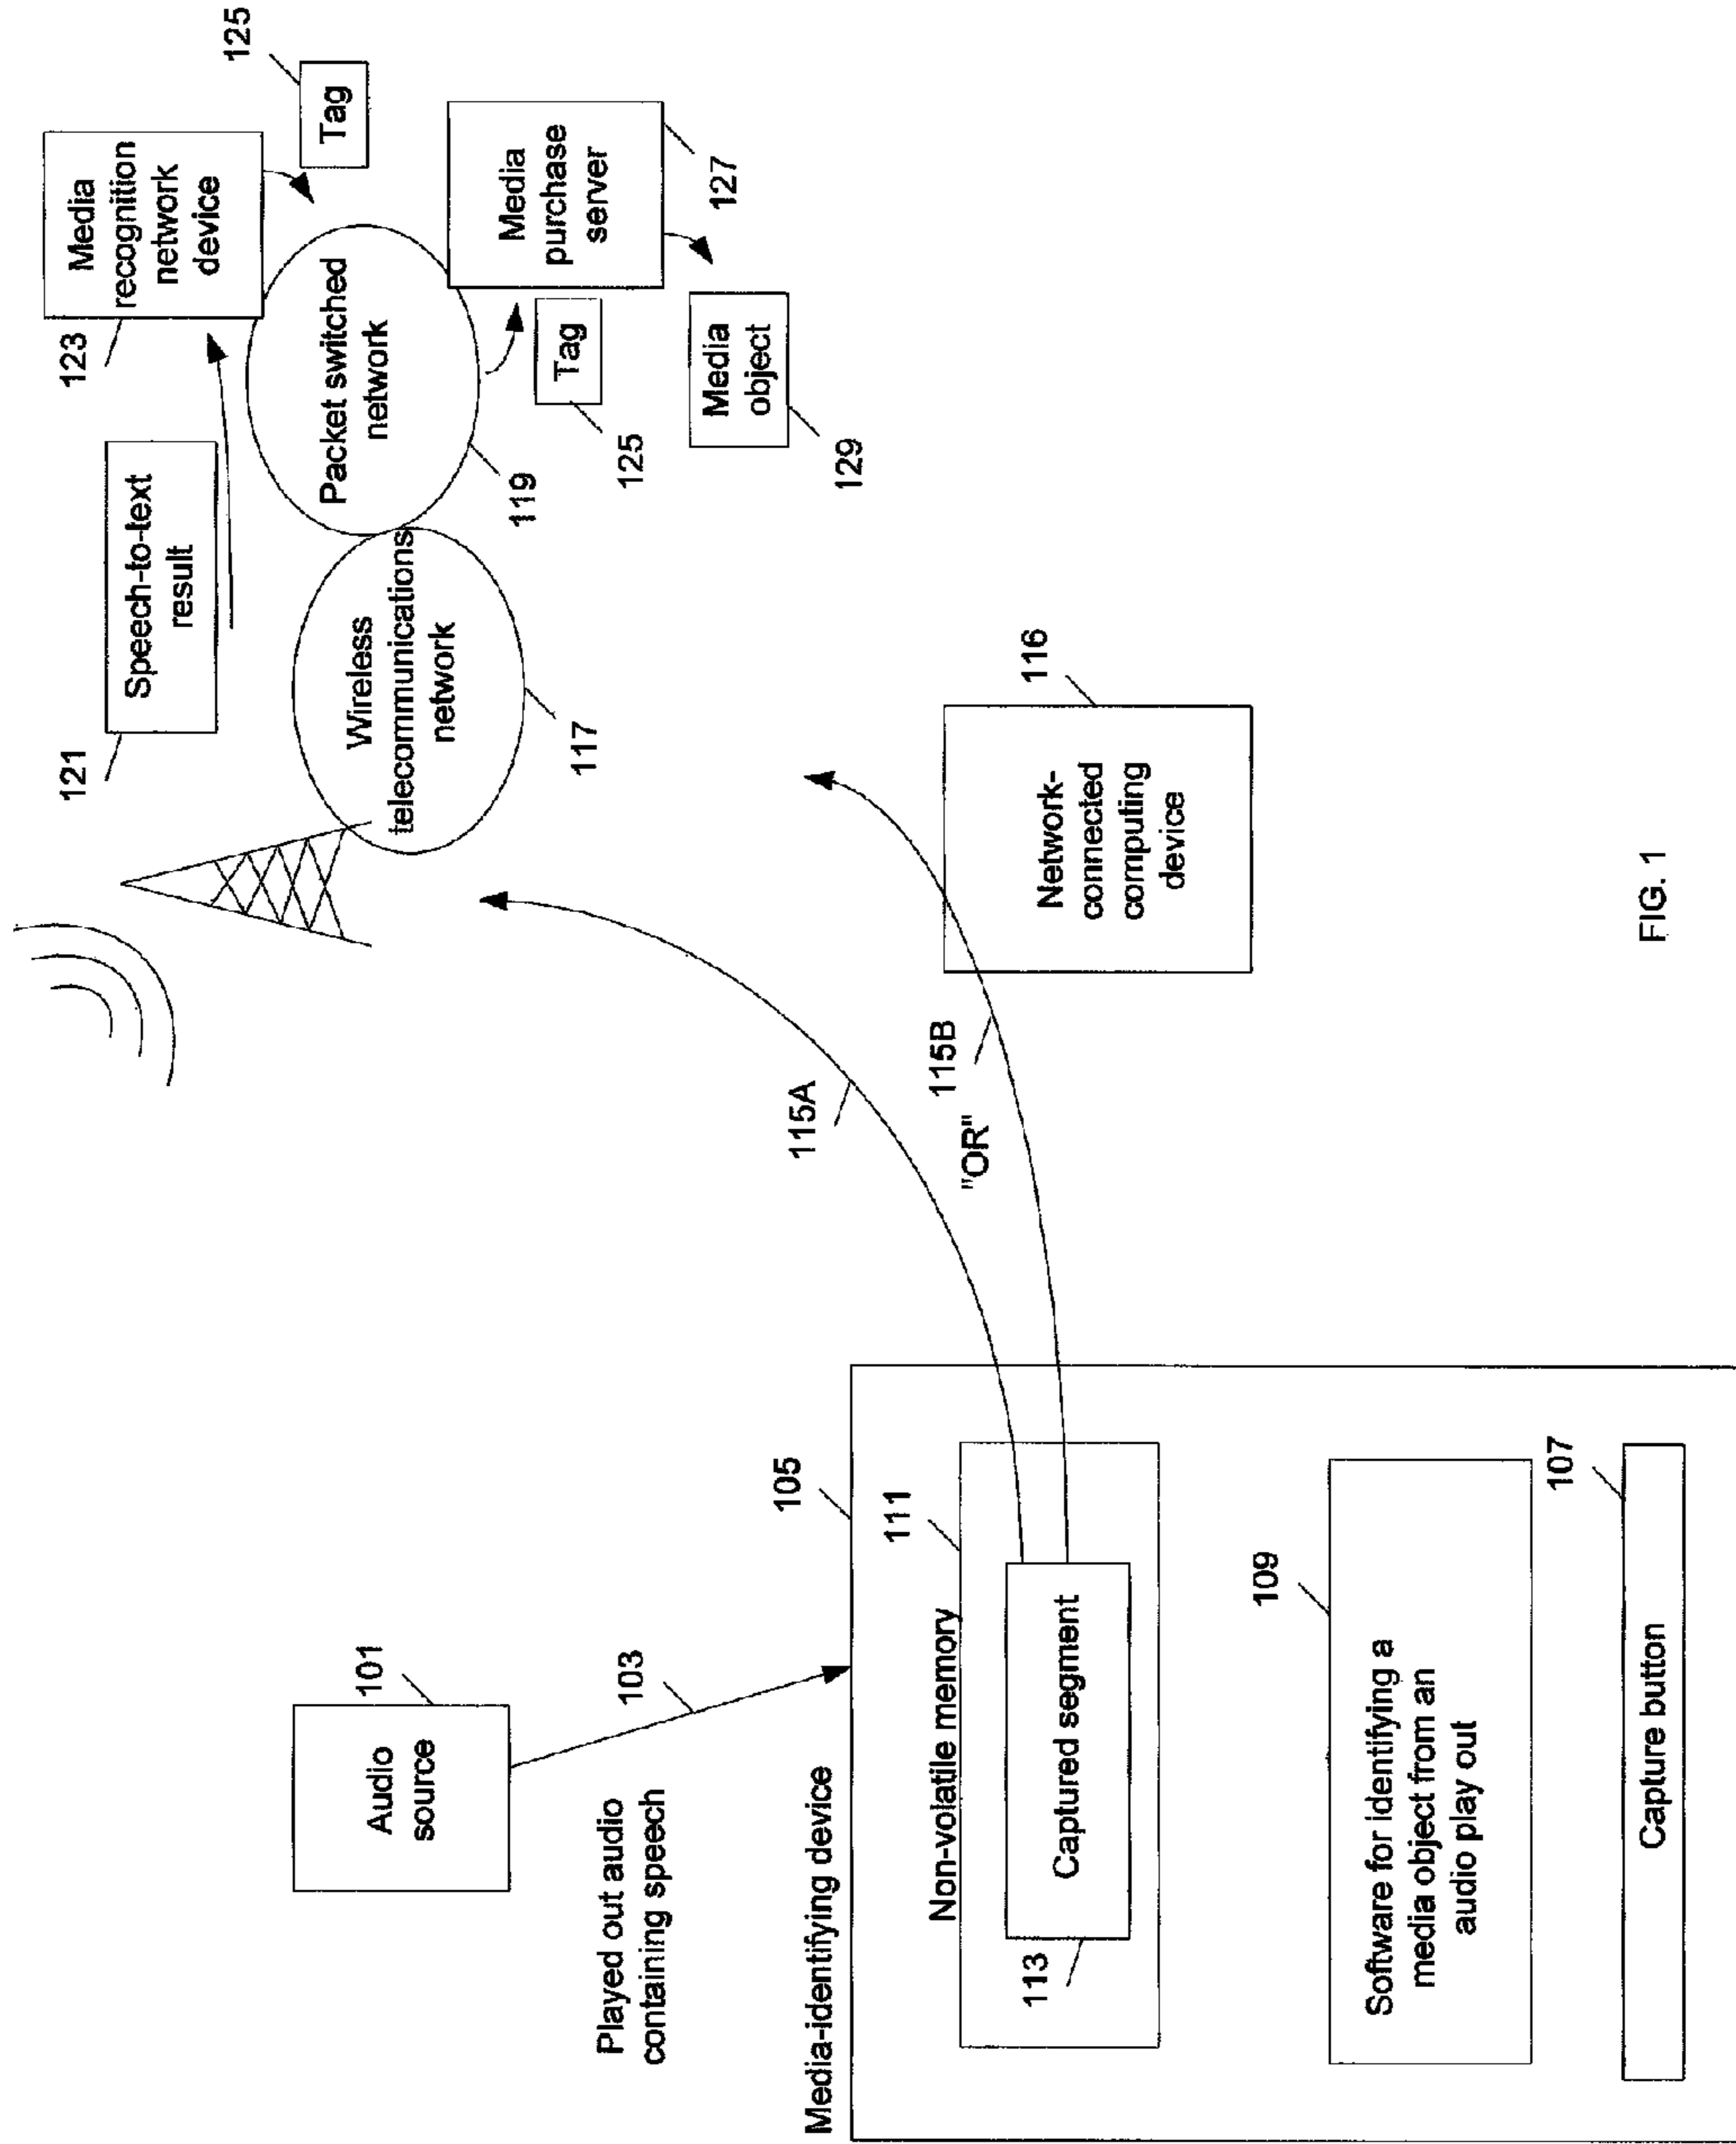 125
Tag
Media
recognition
network
device
123
Packet switched
network
119
Media
purchase
server
127
Tag
125
Media
object
129
Speech-to-text
result
121
Wireless
telecommunications
network
117
Network-
connected
computing
device
116
115A
"OR"
115B
Audio
source
101
103
Played out audio
containing speech
Media-identifying device
105
Non-volatile memory
111
Captured segment
113
109
Software for identifying a
media object from an
audio play out
107
Capture button
FIG. 1